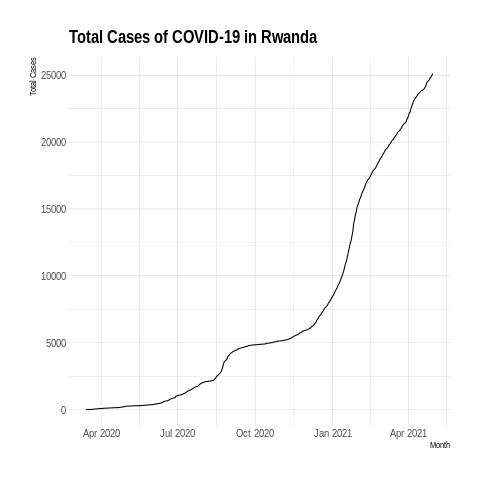 Total Cases of COVID-19 in Rwanda
Total Cases
25000
20000
15000
10000
5000
0
Apr 2020 Jul 2020 Oct 2020 Jan 2021 Apr 2021
Month